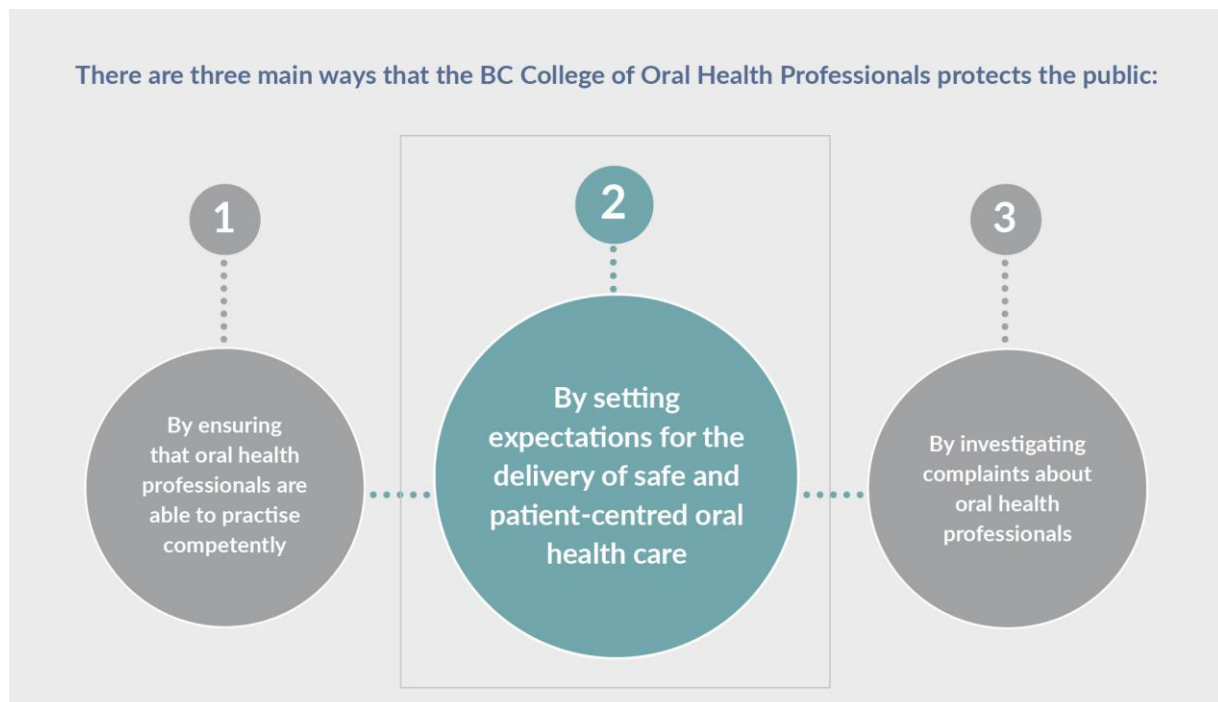 There are three main ways that the BC College of Oral Health Professionals protects the public:
1
By ensuring
that oral health
professionals are
able to practise
competently
2
By setting
expectations for the
delivery of safe and
patient-centred oral
health care
3
By investigating
complaints about
oral health
professionals